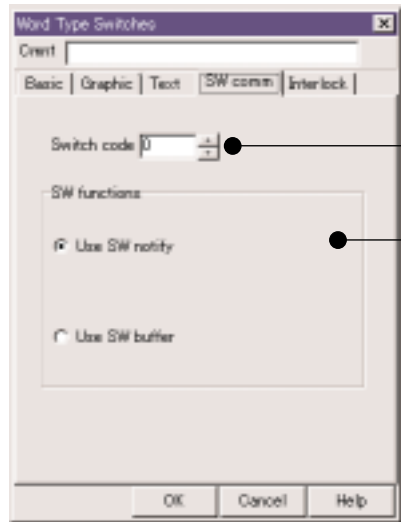 Word Type Switches
Cmnt
Basic Graphic Text SW comm Interlock
Switch code 0
SW functions
Use SW notify
Use SW buffer
OK Cancel Help